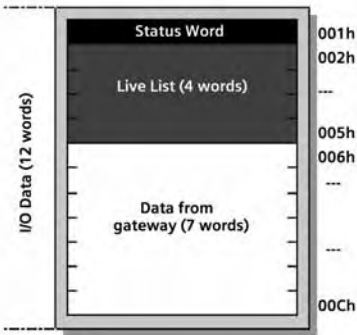 Status Word
001h
002h
Live List (4 words)
---
005h
006h
---
I/O Data (12 words)
Data from
gateway (7 words)
---
00Ch